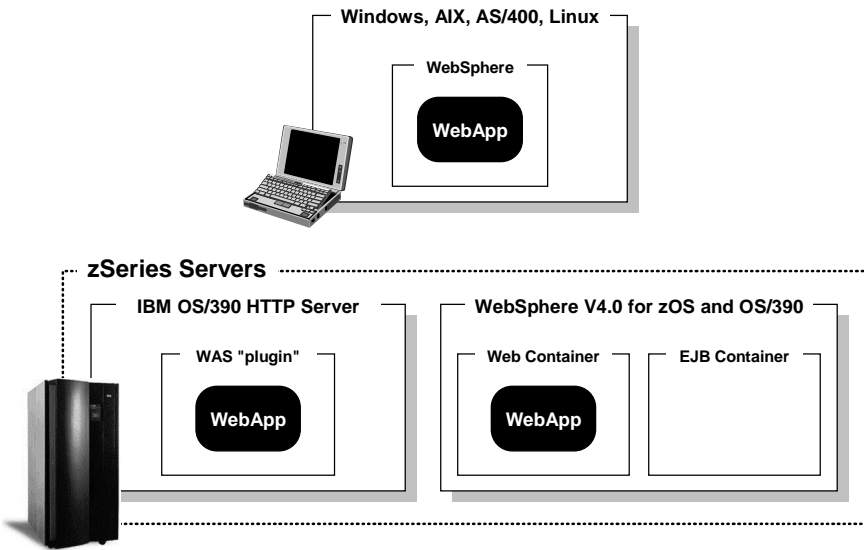 Windows, AIX, AS/400, Linux
WebSphere
WebApp
zSeries Servers
IBM OS/390 HTTP Server
WAS "plugin"
WebApp
WebSphere V4.0 for zOS and OS/390
Web Container
WebApp
EJB Container